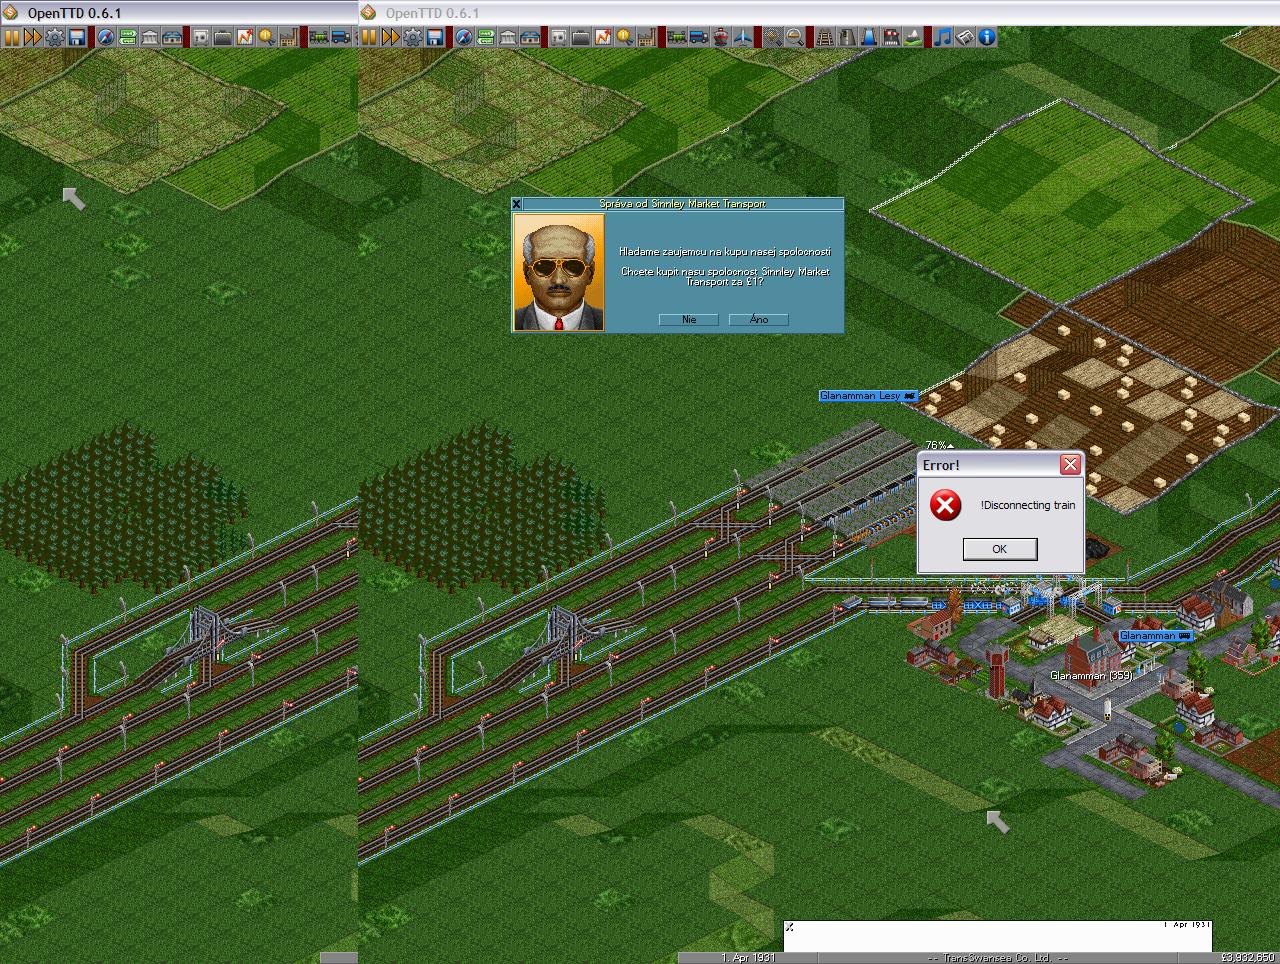 OpenTTD 0.6.1
OpenTTD 0.6.1
Správa od Sinnley Market Transport
Hladame zaujemcu na kupu nasej spolocnosti
Chcete kupit nasu spolocnost Sinnley Market
Transport za £1?
Nie
Áno
Glanamman Lesy
76%
Error!
!Disconnecting train
OK
Glanamman
Glanamman (359)
1 Apr 1931
1. Apr 1931
-- TransSwansea Co. Ltd. --
£3,932,650